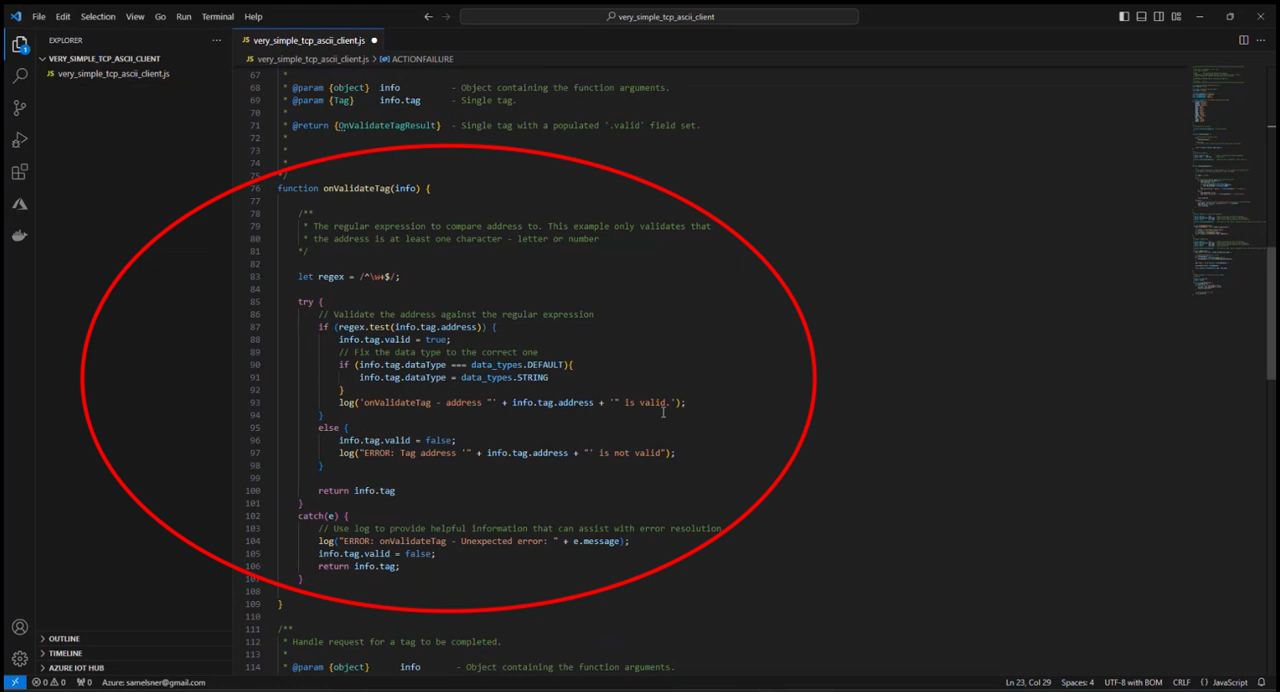 File Edit Selection View Go Run Terminal Help
very_simple_tcp_ascii_client
EXPLORER
VERY_SIMPLE_TCP_ASCII_CLIENT
JS very_simple_tcp_ascii_client.js
1
OUTLINE
TIMELINE
AZURE IOT HUB
JS very_simple_tcp_ascii_client.js
JS very_simple_tcp_ascii_client.js > ACTIONFAILURE
67 *
68 * @param {object} info - Object containing the function arguments.
69 * @param {Tag} info.tag - Single tag.
70 *
71 * @return {OnValidateTagResult} - Single tag with a populated '.valid' field set.
72 *
73 *
74 *
75 */
76 function onValidateTag(info) {
77
78 /**
79 * The regular expression to compare address to. This example only validates that
80 * the address is at least one character - letter or number
81 */
82
83 let regex = /^\w+$/;
84
85 try {
86 // Validate the address against the regular expression
87 if (regex.test(info.tag.address)) {
88 info.tag.valid = true;
89 // Fix the data type to the correct one
90 if (info.tag.dataType === data_types.DEFAULT){
91 info.tag.dataType = data_types.STRING
92 }
93 log('onValidateTag - address "' + info.tag.address + '" is valid.');
94 }
95 else {
96 info.tag.valid = false;
97 log("ERROR: Tag address '" + info.tag.address + "' is not valid");
98 }
99
100 return info.tag
101 }
102 catch(e) {
103 // Use log to provide helpful information that can assist with error resolution
104 log("ERROR: onValidateTag - Unexpected error: " + e.message);
105 info.tag.valid = false;
106 return info.tag;
107 }
108
109 }
110
111 /**
112 * Handle request for a tag to be completed.
113 *
114 * @param {object} info - Object containing the function arguments.
0 0 0 Azure: samelsner@gmail.com
Ln 23, Col 29 Spaces: 4 UTF-8 with BOM CRLF {} JavaScript